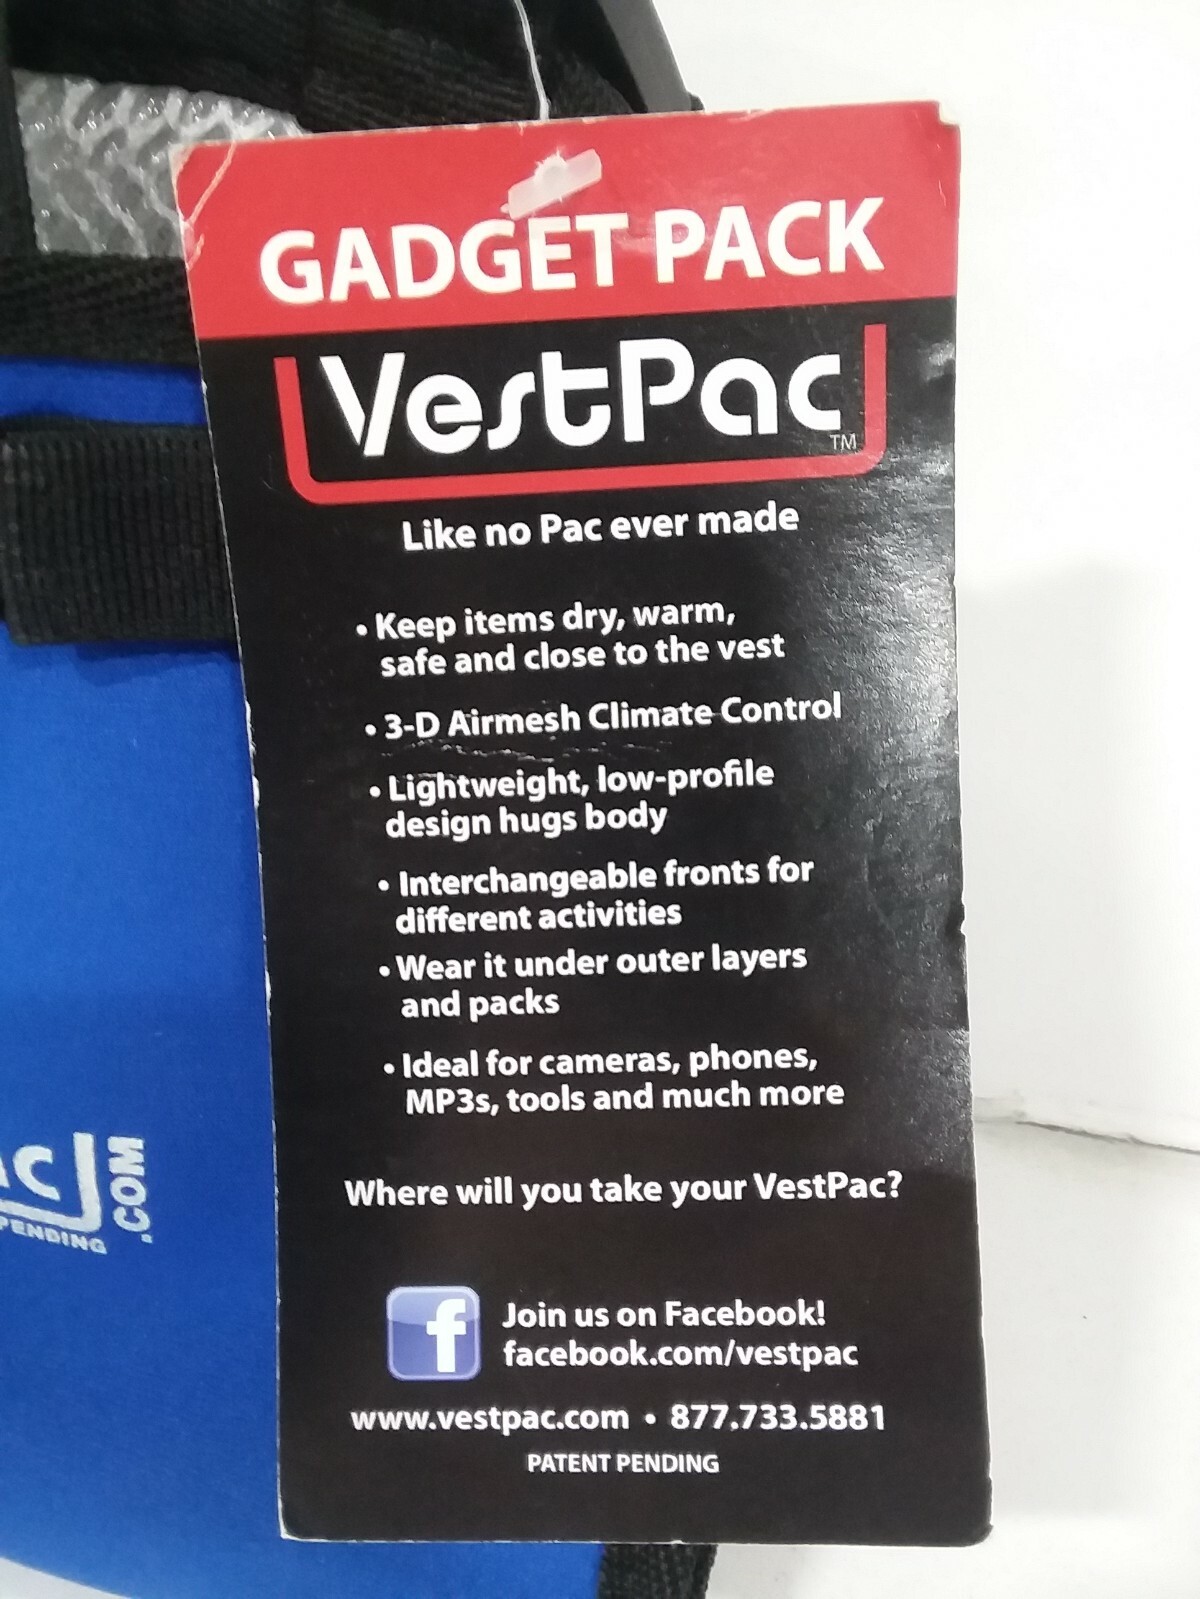 GADGET PACK
VestPac
TM
Like no Pac ever made
• Keep items dry, warm,
safe and close to the vest
• 3-D Airmesh Climate Control
• Lightweight, low-profile
design hugs body
• Interchangeable fronts for
different activities
• Wear it under outer layers
and packs
• Ideal for cameras, phones,
MP3s, tools and much more
Where will you take your VestPac?
f
Join us on Facebook!
facebook.com/vestpac
www.vestpac.com • 877.733.5881
PATENT PENDING
.COM
PENDING